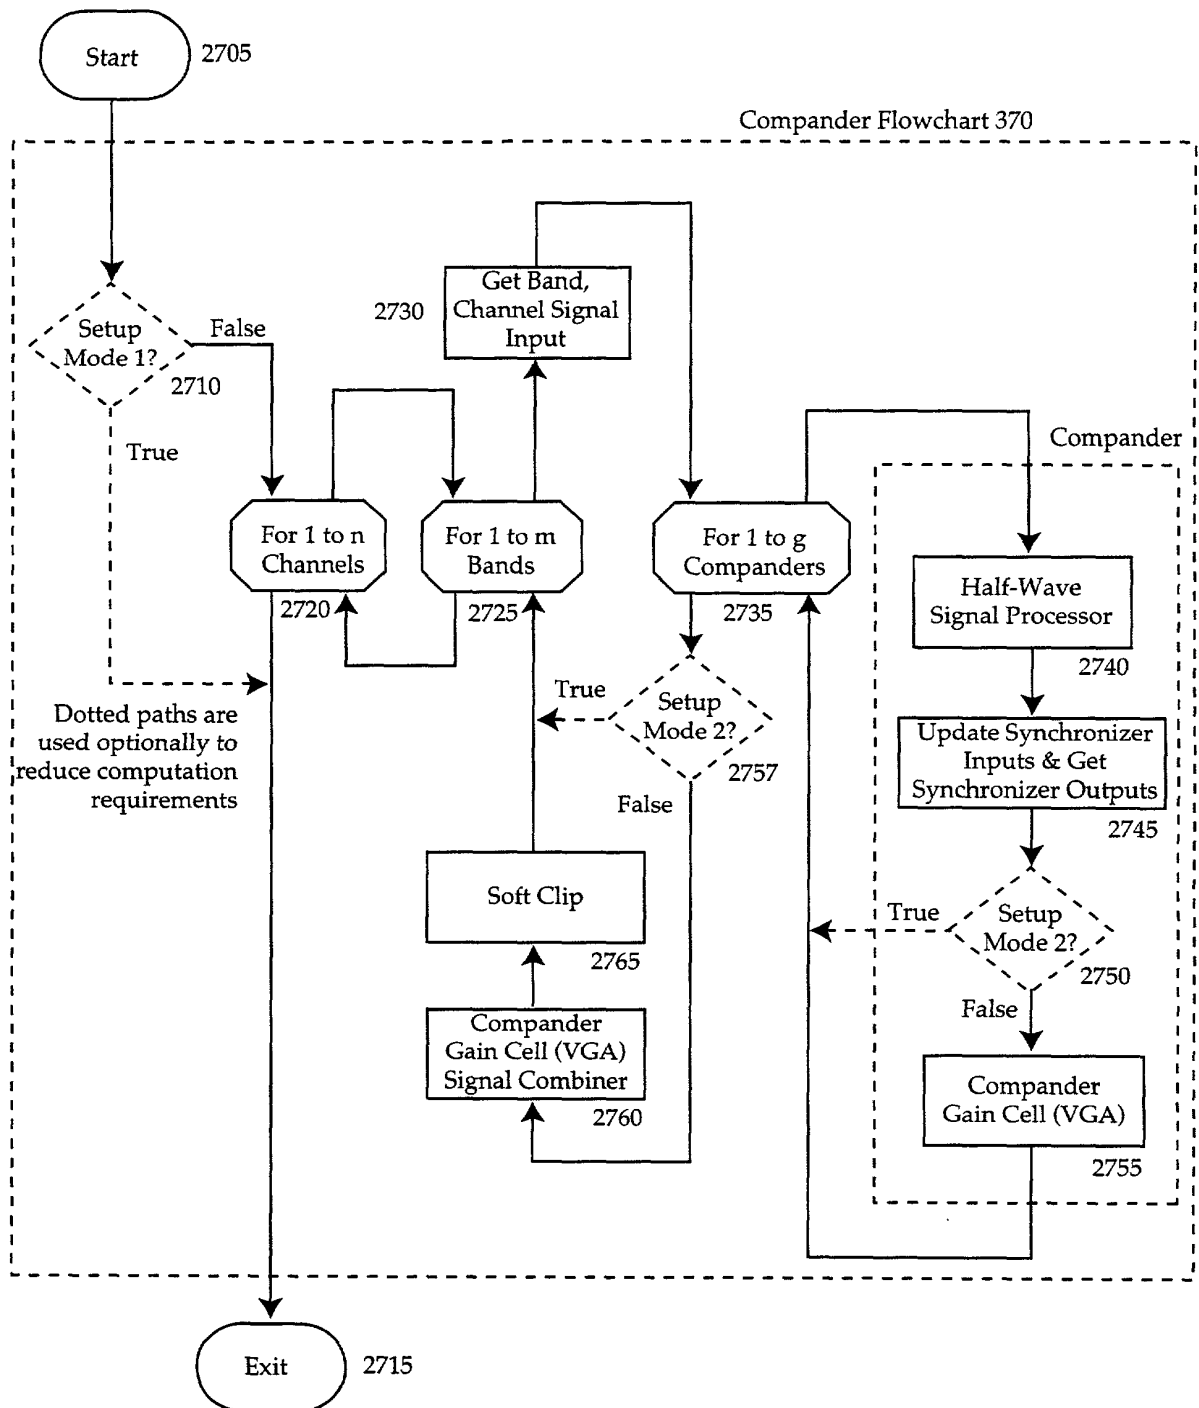 Start
2705
Compander Flowchart 370
Setup
Mode 1?
2710
False
True
Get Band,
Channel Signal
Input
2730
For 1 to n
Channels
2720
For 1 to m
Bands
2725
For 1 to g
Companders
2735
Compander
Half-Wave
Signal Processor
2740
Update Synchronizer
Inputs & Get
Synchronizer Outputs
2745
Setup
Mode 2?
2750
True
False
Compander
Gain Cell (VGA)
2755
Setup
Mode 2?
2757
True
False
Dotted paths are
used optionally to
reduce computation
requirements
Soft Clip
2765
Compander
Gain Cell (VGA)
Signal Combiner
2760
Exit
2715